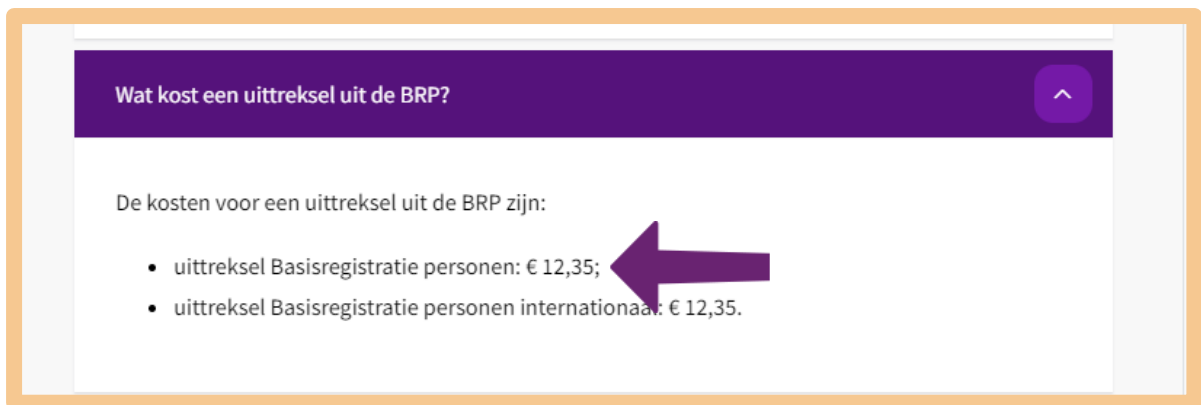 Wat kost een uittreksel uit de BRP?
De kosten voor een uittreksel uit de BRP zijn:
• uittreksel Basisregistratie personen: € 12,35;
• uittreksel Basisregistratie personen internationaal: € 12,35.